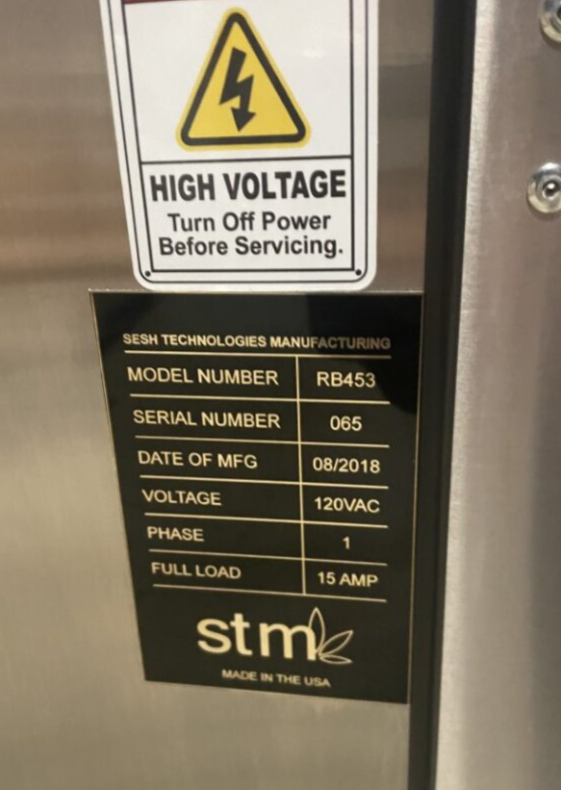 HIGH VOLTAGE
Turn Off Power
Before Servicing.
SESH TECHNOLOGIES MANUFACTURING
MODEL NUMBER RB453
SERIAL NUMBER 065
DATE OF MFG 08/2018
VOLTAGE 120VAC
PHASE 1
FULL LOAD 15 AMP
stm
MADE IN THE USA